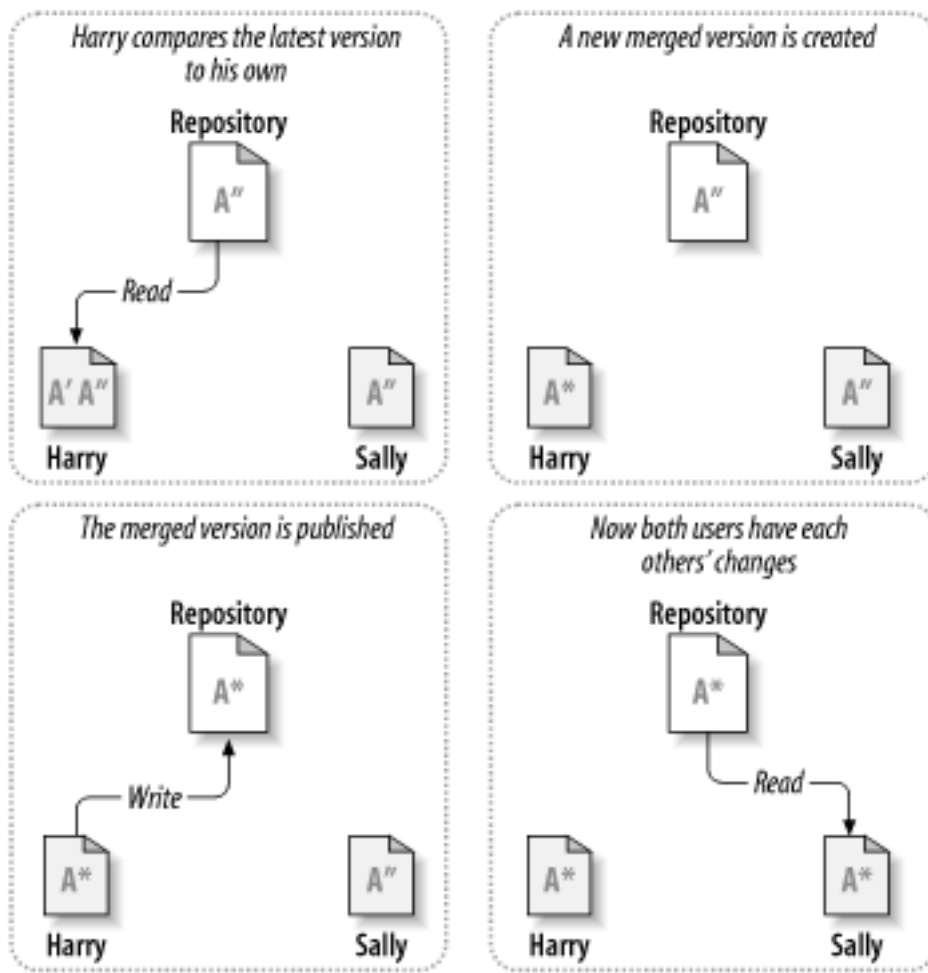 Harry compares the latest version
to his own
Repository
A″
Read
A′ A″
A″
Harry
Sally
A new merged version is created
Repository
A″
A*
A″
Harry
Sally
The merged version is published
Repository
A*
Write
A*
A″
Harry
Sally
Now both users have each
others’ changes
Repository
A*
Read
A*
A*
Harry
Sally